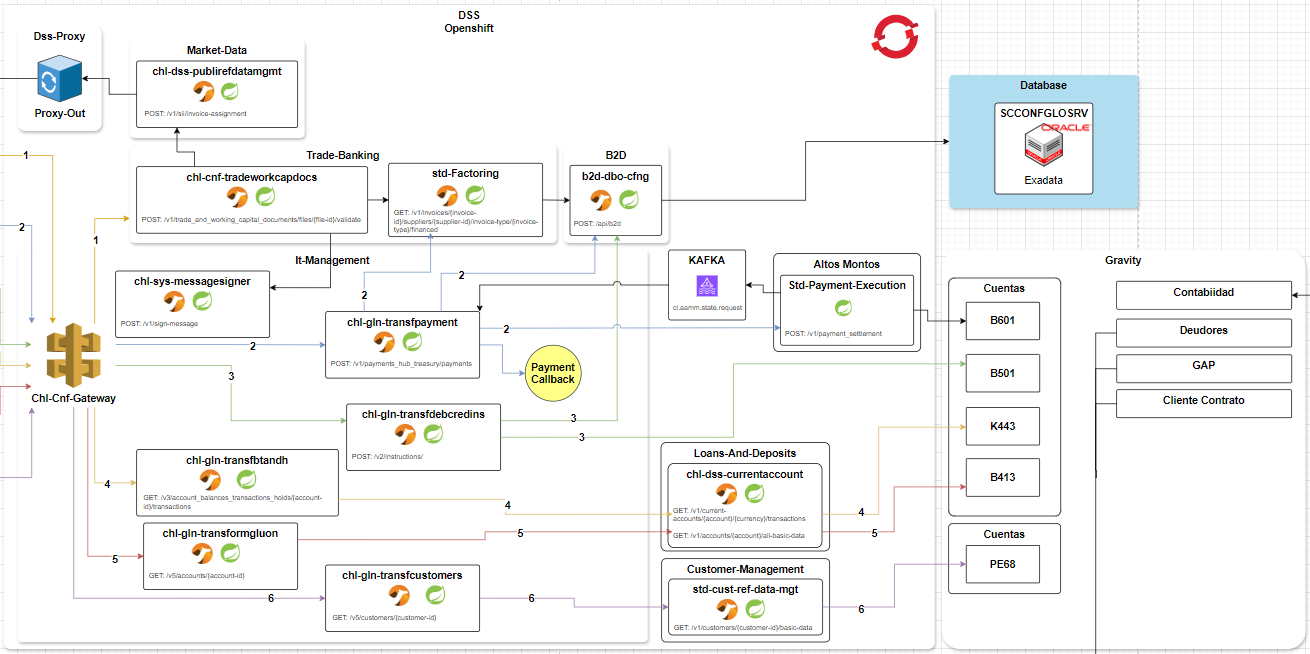 DSS
Openshift
Dss-Proxy
Proxy-Out
Market-Data
chl-dss-publirefdatamgmt
POST: /v1/sii/invoice-assignment
Database
SCCONFGLOSRV
ORACLE
Exadata
1
2
Trade-Banking
chl-cnf-tradeworkcapdocs
POST: /v1/trade_and_working_capital_documents/files/{file-id}/validate
std-Factoring
GET: /v1/invoices/{invoice-
id}/suppliers/{supplier-id}/invoice-type/{invoice-
type}/financed
B2D
b2d-dbo-cfng
POST: /api/b2d
1
It-Management
chl-sys-messagesigner
POST: /v1/sign-message
2
2
KAFKA
cl.aamm.state.request
Altos Montos
Std-Payment-Execution
POST: /v1/payment_settlement
chl-gln-transfpayment
POST: /v1/payments_hub_treasury/payments
2
2
Payment
Callback
Chl-Cnf-Gateway
3
chl-gln-transfdebcredins
POST: /v2/instructions/
3
3
chl-gln-transfbtandh
GET: /v3/account_balances_transactions_holds/{account-
id}/transactions
4
4
Loans-And-Deposits
chl-dss-currentaccount
GET: /v1/current-
accounts/{account}/{currency}/transactions
GET: /v1/accounts/{account}/all-basic-data
4
5
chl-gln-transformgluon
GET: /v5/accounts/{account-id}
5
5
chl-gln-transfcustomers
GET: /v5/customers/{customer-id}
6
6
Customer-Management
std-cust-ref-data-mgt
GET: /v1/customers/{customer-id}/basic-data
6
Gravity
Cuentas
B601
B501
K443
B413
Cuentas
PE68
Contabiidad
Deudores
GAP
Cliente Contrato